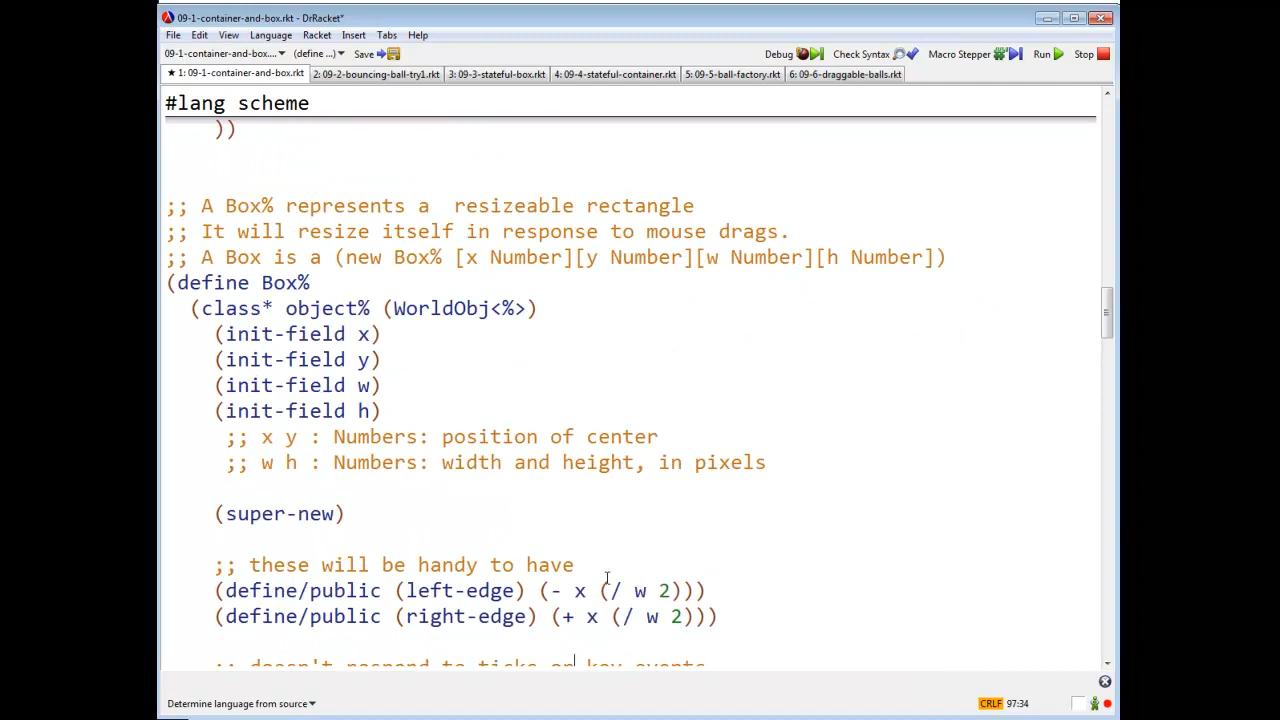 09-1-container-and-box.rkt - DrRacket*
File Edit View Language Racket Insert Tabs Help
09-1-container-and-box.... (define ...) Save Debug Check Syntax Macro Stepper Run Stop
★ 1: 09-1-container-and-box.rkt 2: 09-2-bouncing-ball-try1.rkt 3: 09-3-stateful-box.rkt 4: 09-4-stateful-container.rkt 5: 09-5-ball-factory.rkt 6: 09-6-draggable-balls.rkt
#lang scheme
))
;; A Box% represents a  resizeable rectangle
;; It will resize itself in response to mouse drags.
;; A Box is a (new Box% [x Number][y Number][w Number][h Number])
(define Box%
(class* object% (WorldObj<%>)
(init-field x)
(init-field y)
(init-field w)
(init-field h)
;; x y : Numbers: position of center
;; w h : Numbers: width and height, in pixels
(super-new)
;; these will be handy to have
(define/public (left-edge) (- x (/ w 2)))
(define/public (right-edge) (+ x (/ w 2)))
;; doesn't respond to ticks or key events
Determine language from source CRLF 97:34